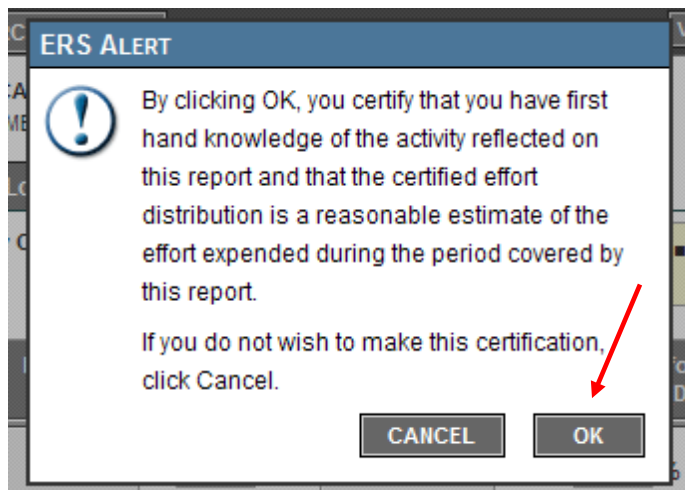 ERS ALERT
By clicking OK, you certify that you have first
hand knowledge of the activity reflected on
this report and that the certified effort
distribution is a reasonable estimate of the
effort expended during the period covered by
this report.
If you do not wish to make this certification,
click Cancel.
CANCEL OK